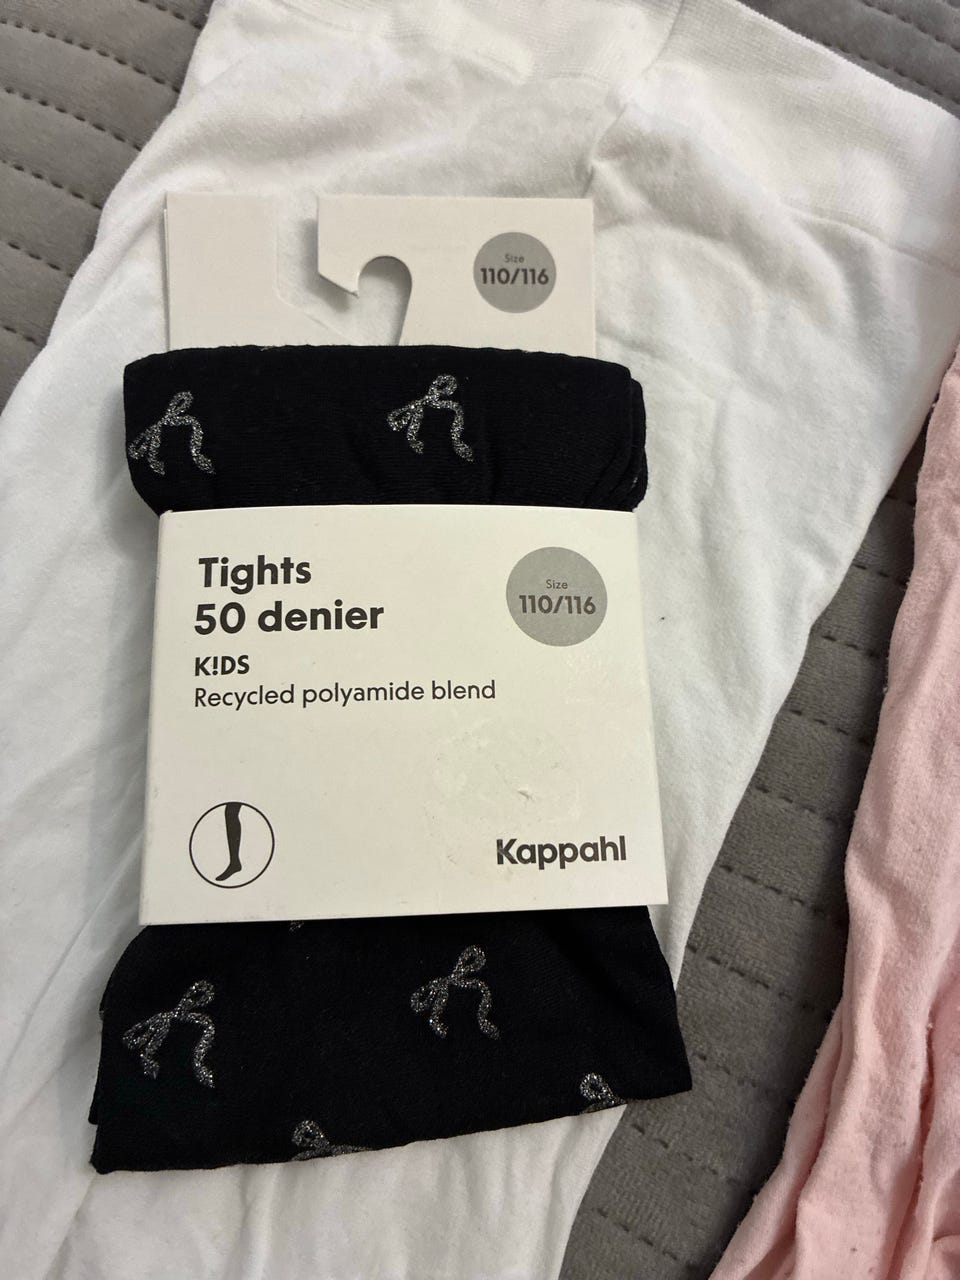 Size
110/116
Tights
50 denier
K!DS
Recycled polyamide blend
Size
110/116
Kappahl